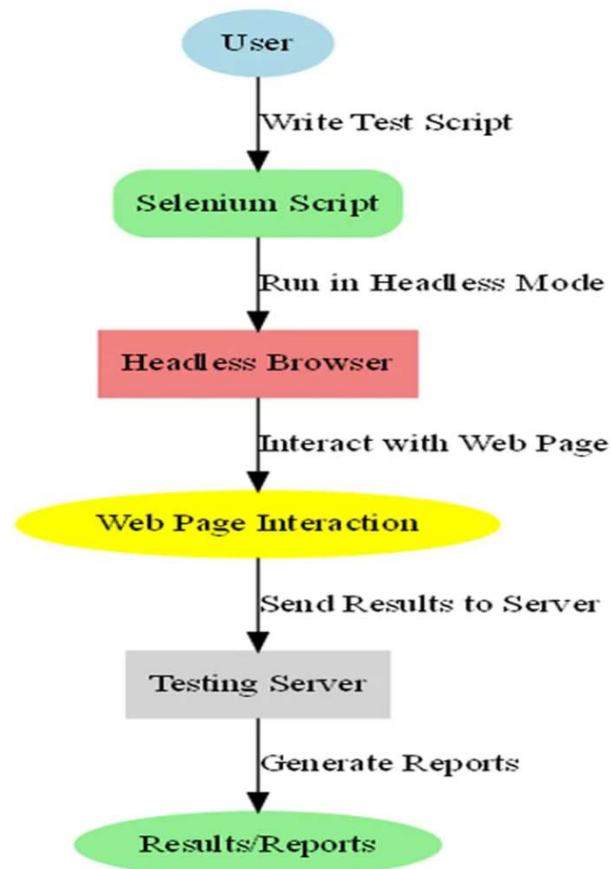 User
Write Test Script
Selenium Script
Run in Headless Mode
Headless Browser
Interact with Web Page
Web Page Interaction
Send Results to Server
Testing Server
Generate Reports
Results/Reports